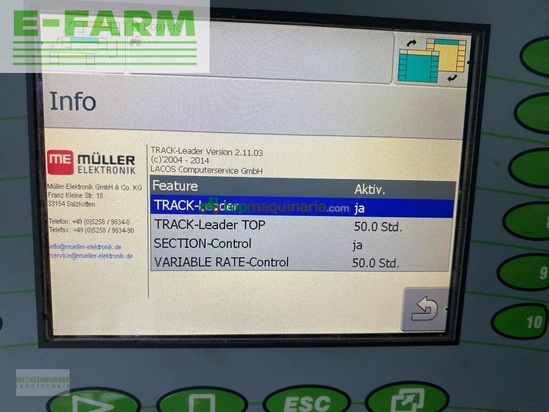 E-FARM
Info
ME MÜLLER
ELEKTRONIK
Müller-Elektronik GmbH & Co. KG
Franz Kleine Str. 18
33154 Salzkotten
Telefon: +49 (0)5258 / 9834-0
Telefax: +49 (0)5258 / 9834-90
info@mueller-elektronik.de
service@mueller-elektronik.de
TRACK-Leader Version 2.11.03
(c)'2004 - 2014
LACOS Computerservice GmbH
Feature Aktiv.
TRACK-Leader ja
TRACK-Leader TOP 50.0 Std.
SECTION-Control ja
VARIABLE RATE-Control 50.0 Std.
topmaquinaria.com
9
10
ESC
MECKLENBURGER
LANDTECHNIK